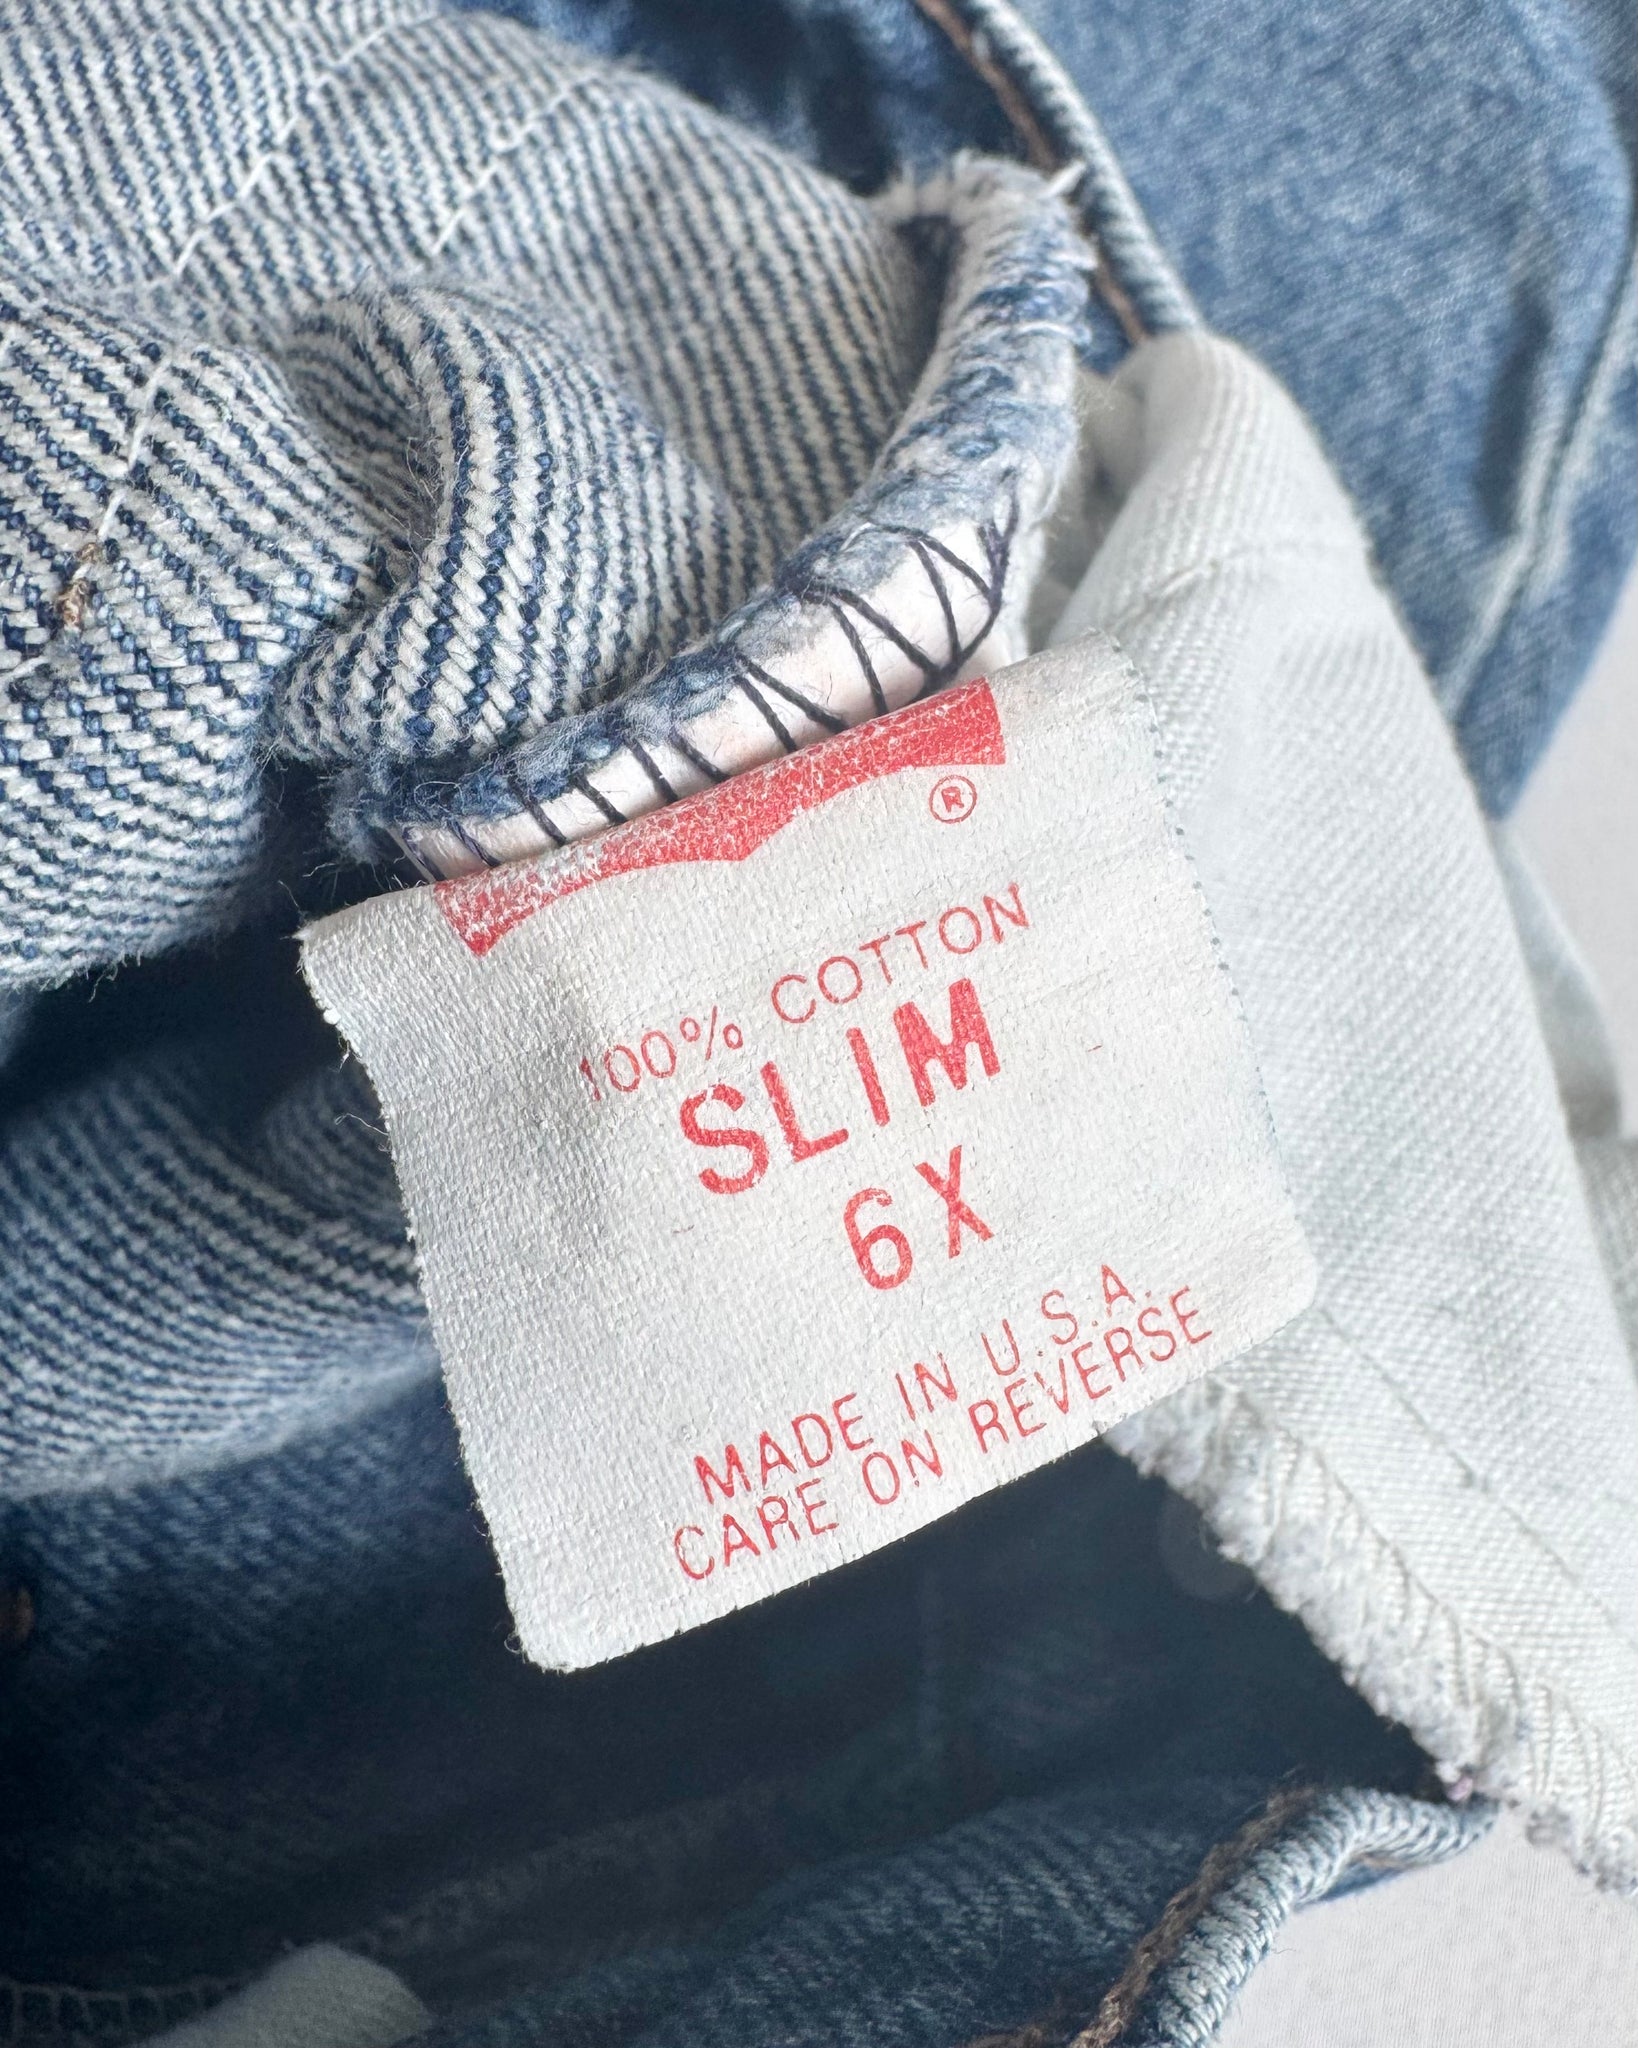 ®
100% COTTON
SLIM
6X
MADE IN U.S.A.
CARE ON REVERSE